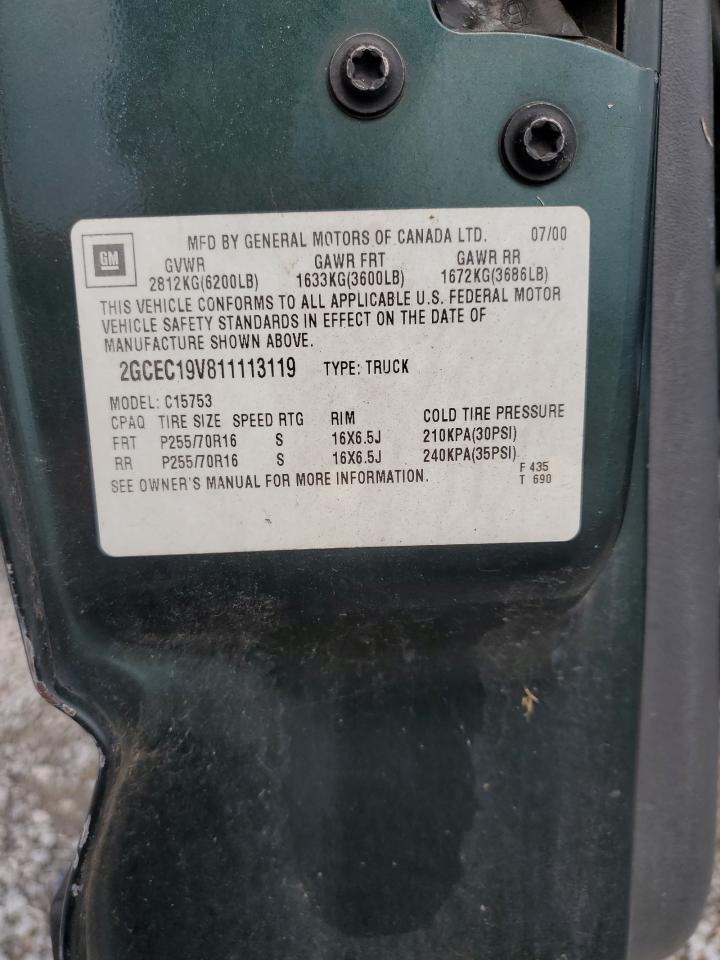 MFD BY GENERAL MOTORS OF CANADA LTD. 07/00
GM
GVWR GAWR FRT GAWR RR
2812KG(6200LB) 1633KG(3600LB) 1672KG(3686LB)
THIS VEHICLE CONFORMS TO ALL APPLICABLE U.S. FEDERAL MOTOR
VEHICLE SAFETY STANDARDS IN EFFECT ON THE DATE OF
MANUFACTURE SHOWN ABOVE.
2GCEC19V811113119 TYPE: TRUCK
MODEL: C15753
CPAQ TIRE SIZE SPEED RTG RIM COLD TIRE PRESSURE
FRT P255/70R16 S 16X6.5J 210KPA(30PSI)
RR P255/70R16 S 16X6.5J 240KPA(35PSI)
SEE OWNER'S MANUAL FOR MORE INFORMATION.
F 435
T 690